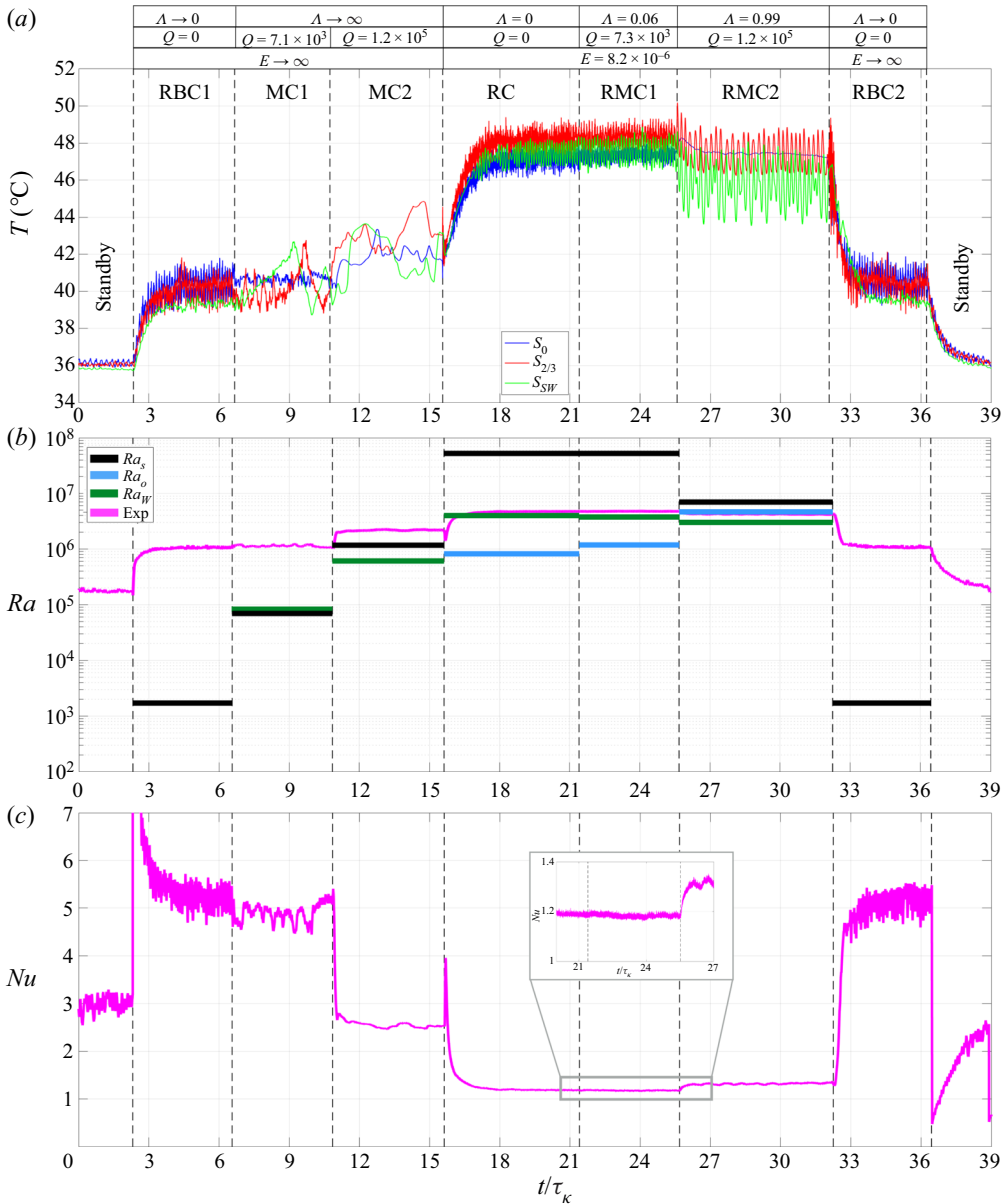 (a)
Λ → 0 Λ → ∞ Λ = 0 Λ = 0.06 Λ = 0.99 Λ → 0
Q = 0 Q = 7.1 × 10³ Q = 1.2 × 10⁵ Q = 0 Q = 7.3 × 10³ Q = 1.2 × 10⁵ Q = 0
E → ∞ E = 8.2 × 10⁻⁶ E → ∞
52
RBC1 MC1 MC2 RC RMC1 RMC2 RBC2
50
48
46
T (°C)
44
42
40
Standby Standby
38
S₀
36
S₂/₃
S_SW
34
0 3 6 9 12 15 18 21 24 27 30 33 36 39
(b)
10⁸
Ra_s
Ra_o
10⁷
Ra_W
Exp
10⁶
Ra
10⁵
10⁴
10³
10²
0 3 6 9 12 15 18 21 24 27 30 33 36 39
(c)
7
6
5
4
Nu
3
2
1
1.4
1.2
Nu
1
21 24 27
t/τ_κ
0 3 6 9 12 15 18 21 24 27 30 33 36 39
t/τ_κ